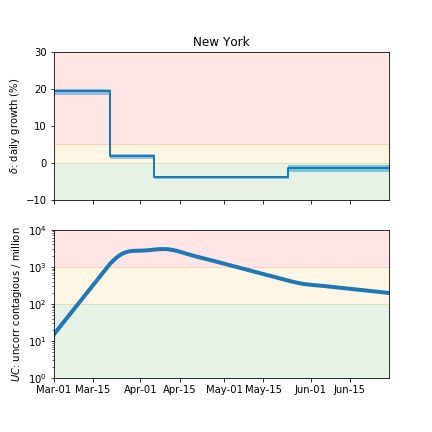 New York
30
20
10
0
−10
δ: daily growth (%)
10⁴
10³
10²
10¹
10⁰
UC: uncorr contagious / million
Mar-01 Mar-15 Apr-01 Apr-15 May-01 May-15 Jun-01 Jun-15